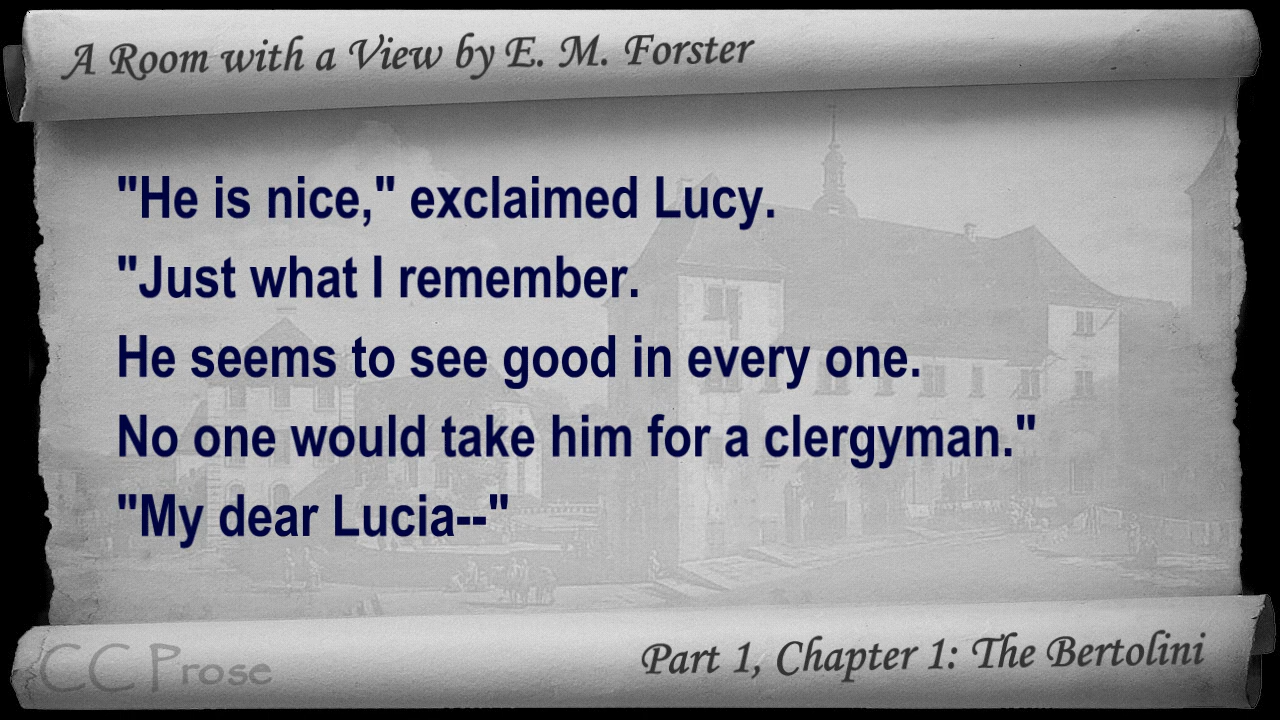 A Room with a View by E. M. Forster
"He is nice," exclaimed Lucy.
"Just what I remember.
He seems to see good in every one.
No one would take him for a clergyman."
"My dear Lucia--"
CC Prose
Part 1, Chapter 1: The Bertolini